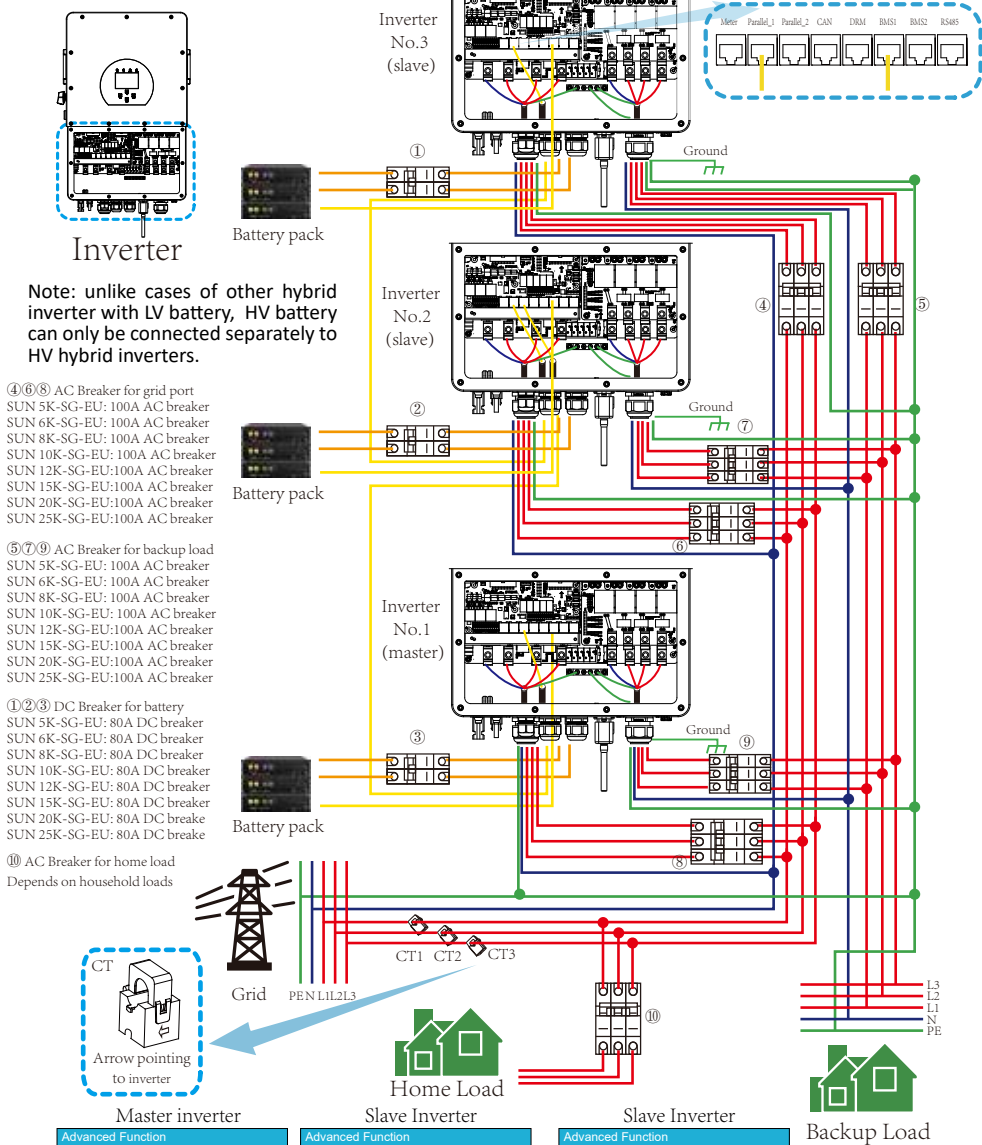 Inverter
No.3
(slave)
Meter Parallel_1 Parallel_2 CAN DRM BMS1 BMS2 RS485
Ground
①
Battery pack
Inverter
Note: unlike cases of other hybrid
inverter with LV battery, HV battery
can only be connected separately to
HV hybrid inverters.
Inverter
No.2
(slave)
④
⑤
②
Ground
⑦
Battery pack
⑥
④⑥⑧ AC Breaker for grid port
SUN 5K-SG-EU: 100A AC breaker
SUN 6K-SG-EU: 100A AC breaker
SUN 8K-SG-EU: 100A AC breaker
SUN 10K-SG-EU: 100A AC breaker
SUN 12K-SG-EU:100A AC breaker
SUN 15K-SG-EU:100A AC breaker
SUN 20K-SG-EU:100A AC breaker
SUN 25K-SG-EU:100A AC breaker
⑤⑦⑨ AC Breaker for backup load
SUN 5K-SG-EU: 100A AC breaker
SUN 6K-SG-EU: 100A AC breaker
SUN 8K-SG-EU: 100A AC breaker
SUN 10K-SG-EU: 100A AC breaker
SUN 12K-SG-EU:100A AC breaker
SUN 15K-SG-EU:100A AC breaker
SUN 20K-SG-EU:100A AC breaker
SUN 25K-SG-EU:100A AC breaker
①②③ DC Breaker for battery
SUN 5K-SG-EU: 80A DC breaker
SUN 6K-SG-EU: 80A DC breaker
SUN 8K-SG-EU: 80A DC breaker
SUN 10K-SG-EU: 80A DC breaker
SUN 12K-SG-EU: 80A DC breaker
SUN 15K-SG-EU: 80A DC breaker
SUN 20K-SG-EU: 80A DC breake
SUN 25K-SG-EU: 80A DC breake
⑩ AC Breaker for home load
Depends on household loads
Inverter
No.1
(master)
③
Ground
⑨
Battery pack
⑧
CT1 CT2 CT3
Grid
PE N L1L2L3
CT
Arrow pointing
to inverter
⑩
Home Load
L3
L2
L1
N
PE
Backup Load
Master inverter
Slave Inverter
Slave Inverter
Advanced Function
Advanced Function
Advanced Function